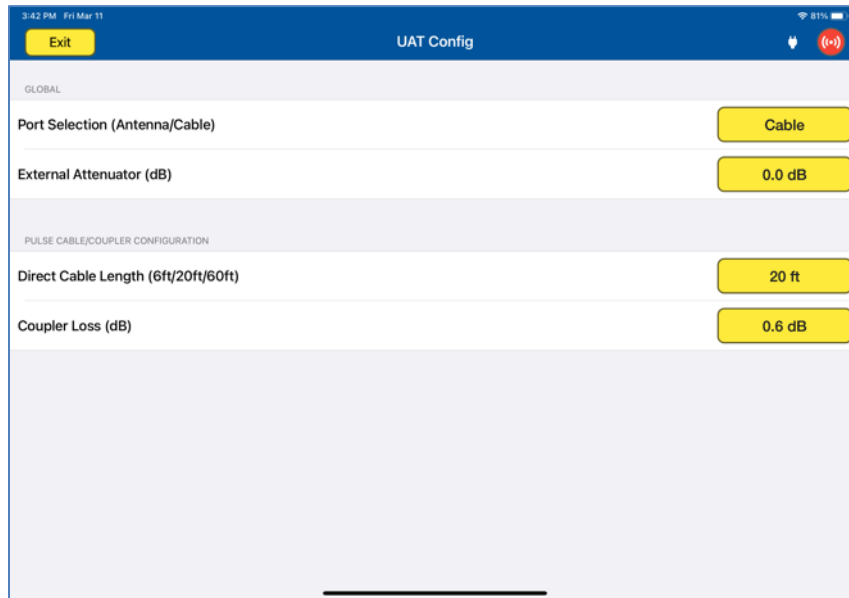 3:42 PM Fri Mar 11 81%
Exit UAT Config
GLOBAL
Port Selection (Antenna/Cable) Cable
External Attenuator (dB) 0.0 dB
PULSE CABLE/COUPLER CONFIGURATION
Direct Cable Length (6ft/20ft/60ft) 20 ft
Coupler Loss (dB) 0.6 dB